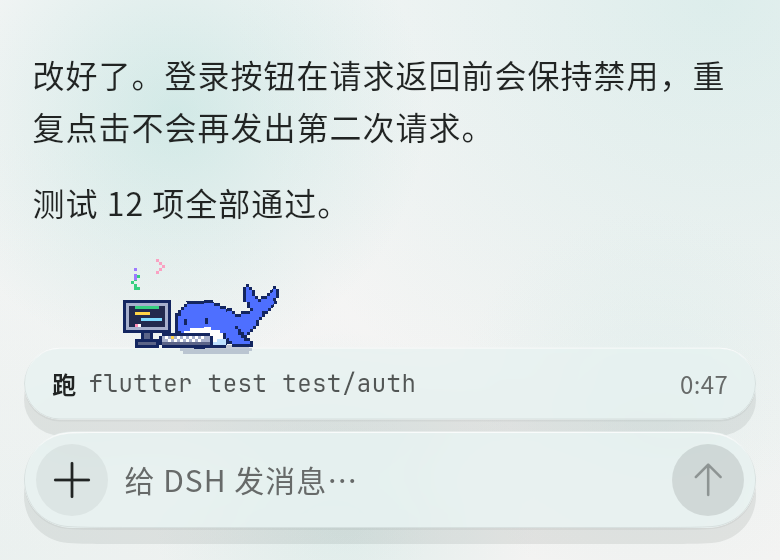 改好了。登录按钮在请求返回前会保持禁用，重
复点击不会再发出第二次请求。
测试 12 项全部通过。
跑 flutter test test/auth 0:47
给 DSH 发消息…